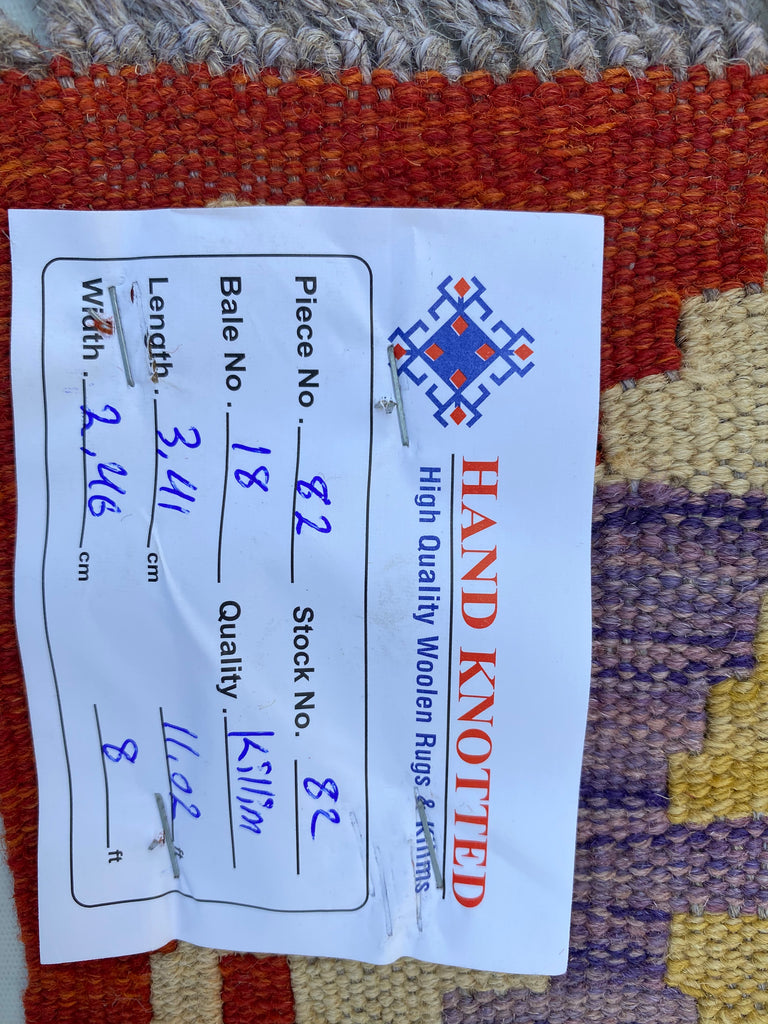 HAND KNOTTED
High Quality Woolen Rugs & Kilims
Piece No. 82 Stock No. 82
Bale No. 18 Quality. Killim
Length. 3,41 cm 11,02 ft
Width. 2,46 cm 8 ft